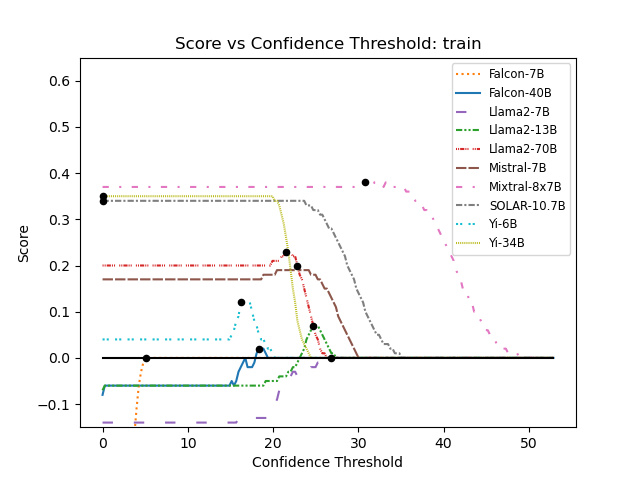 Score vs Confidence Threshold: train
Score
0.6
0.5
0.4
0.3
0.2
0.1
0.0
−0.1
0
10
20
30
40
50
Confidence Threshold
Falcon-7B
Falcon-40B
Llama2-7B
Llama2-13B
Llama2-70B
Mistral-7B
Mixtral-8x7B
SOLAR-10.7B
Yi-6B
Yi-34B